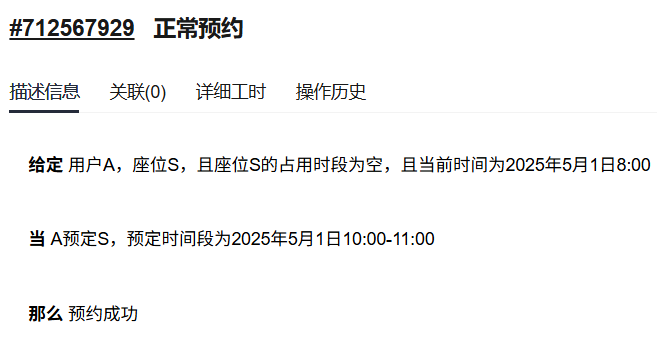 #712567929 正常预约
描述信息 关联(0) 详细工时 操作历史
给定 用户A，座位S，且座位S的占用时段为空，且当前时间为2025年5月1日8:00
当 A预定S，预定时间段为2025年5月1日10:00-11:00
那么 预约成功